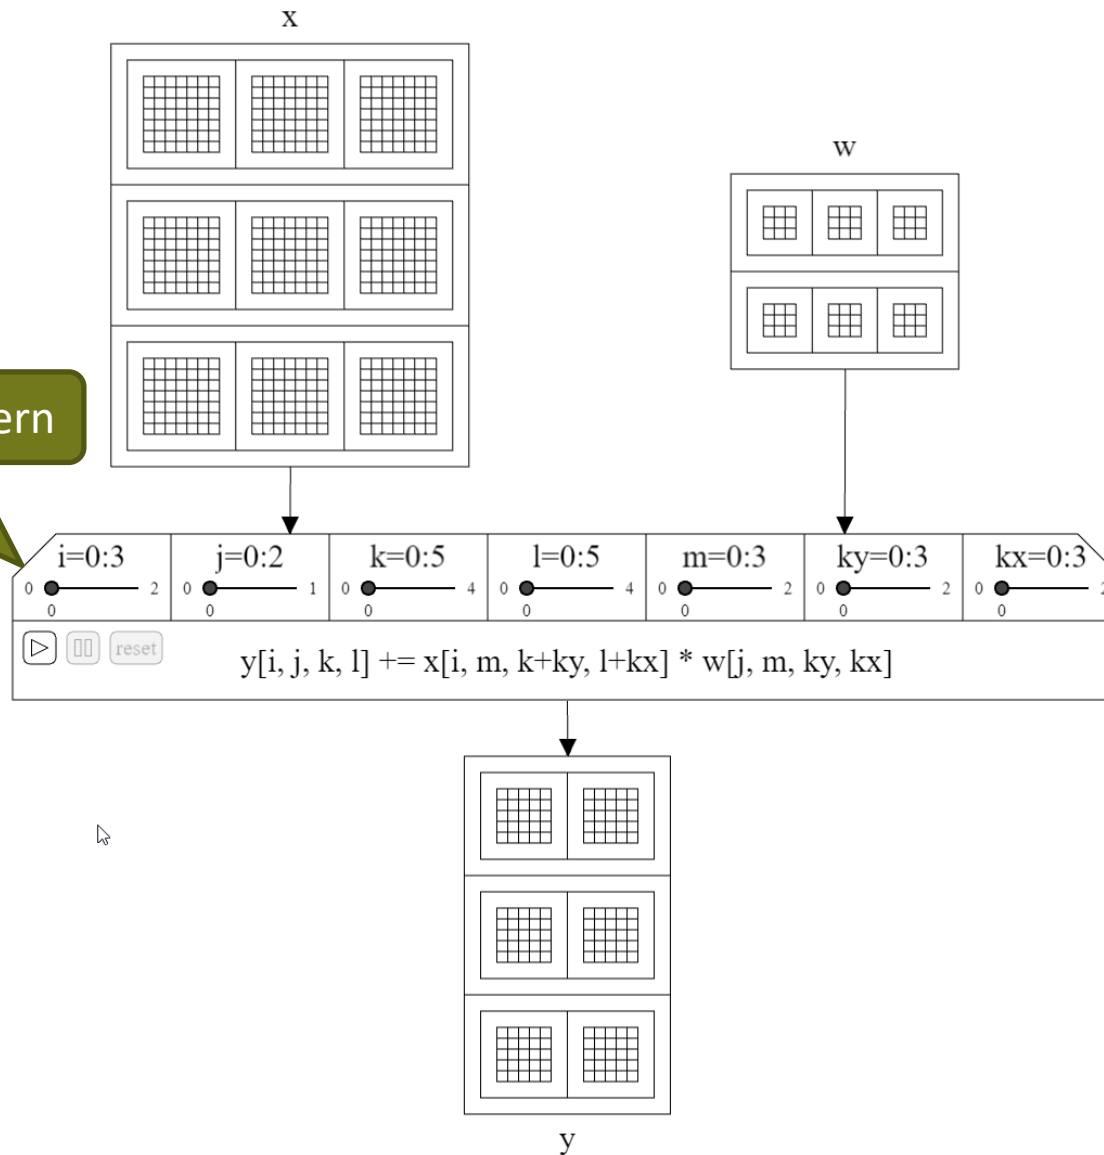 x
w
ern
i=0:3 j=0:2 k=0:5 l=0:5 m=0:3 ky=0:3 kx=0:3
0 2 0 1 0 4 0 4 0 2 0 2 0 2
0 0 0 0 0 0 0
reset
y[i, j, k, l] += x[i, m, k+ky, l+kx] * w[j, m, ky, kx]
y